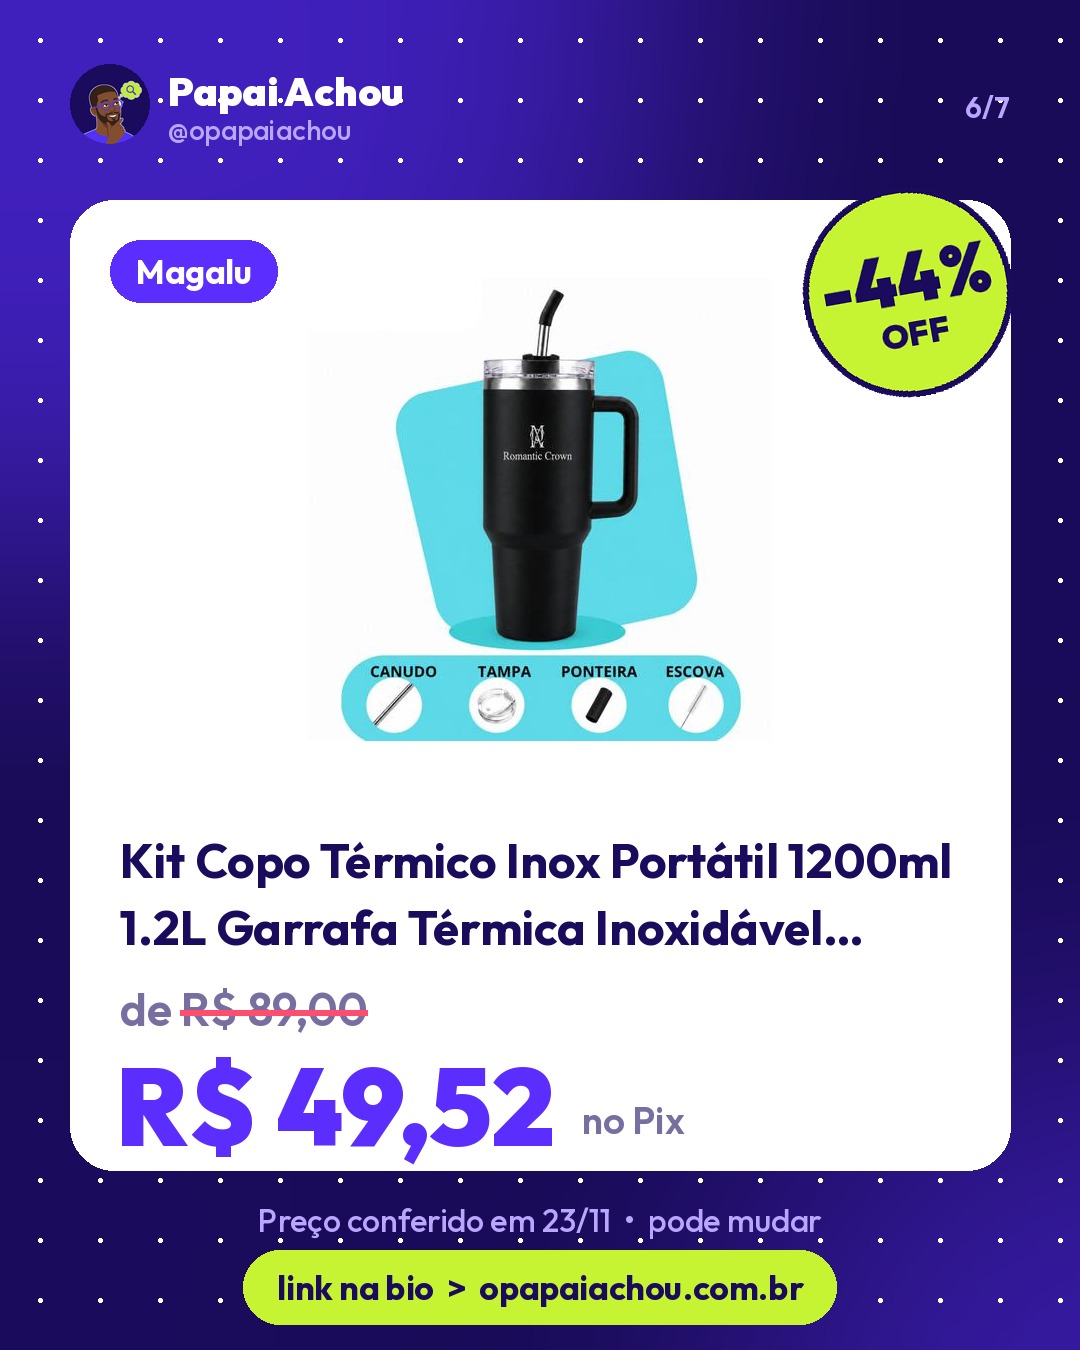 PapaiAchou
@opapaiachou
6/7
Magalu
-44%
OFF
Romantic Crown
CANUDO TAMPA PONTEIRA ESCOVA
Kit Copo Térmico Inox Portátil 1200ml
1.2L Garrafa Térmica Inoxidável...
de R$ 89,00
R$ 49,52 no Pix
Preço conferido em 23/11 • pode mudar
link na bio > opapaiachou.com.br